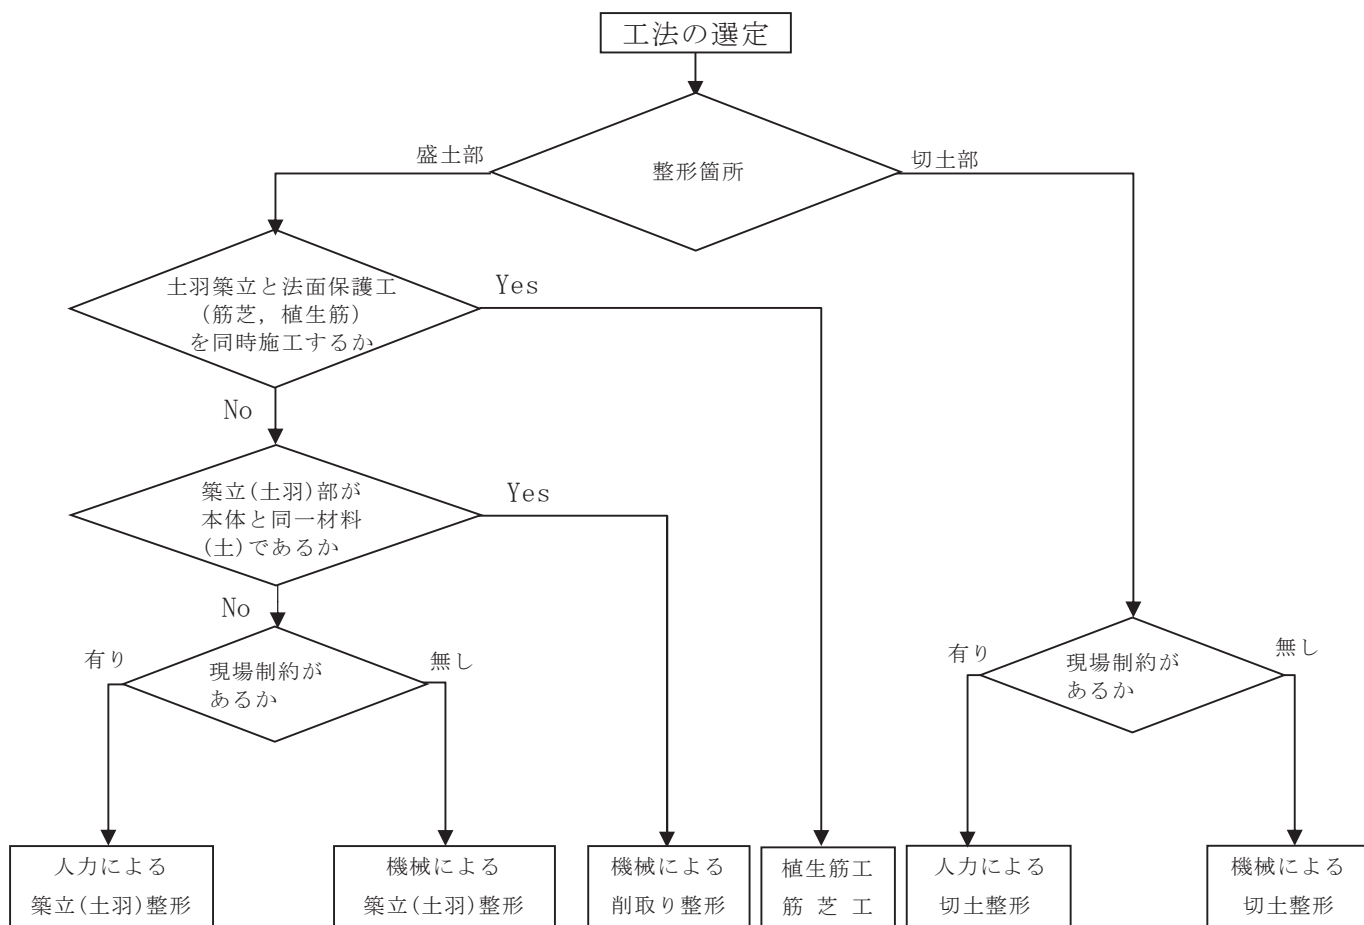 工法の選定
整形箇所
盛土部
切土部
土羽築立と法面保護工
(筋芝，植生筋)
を同時施工するか
Yes
No
築立(土羽)部が
本体と同一材料
(土)であるか
Yes
No
現場制約が
あるか
有り
無し
現場制約が
あるか
有り
無し
人力による
築立(土羽)整形
機械による
築立(土羽)整形
機械による
削取り整形
植生筋工
筋 芝 工
人力による
切土整形
機械による
切土整形